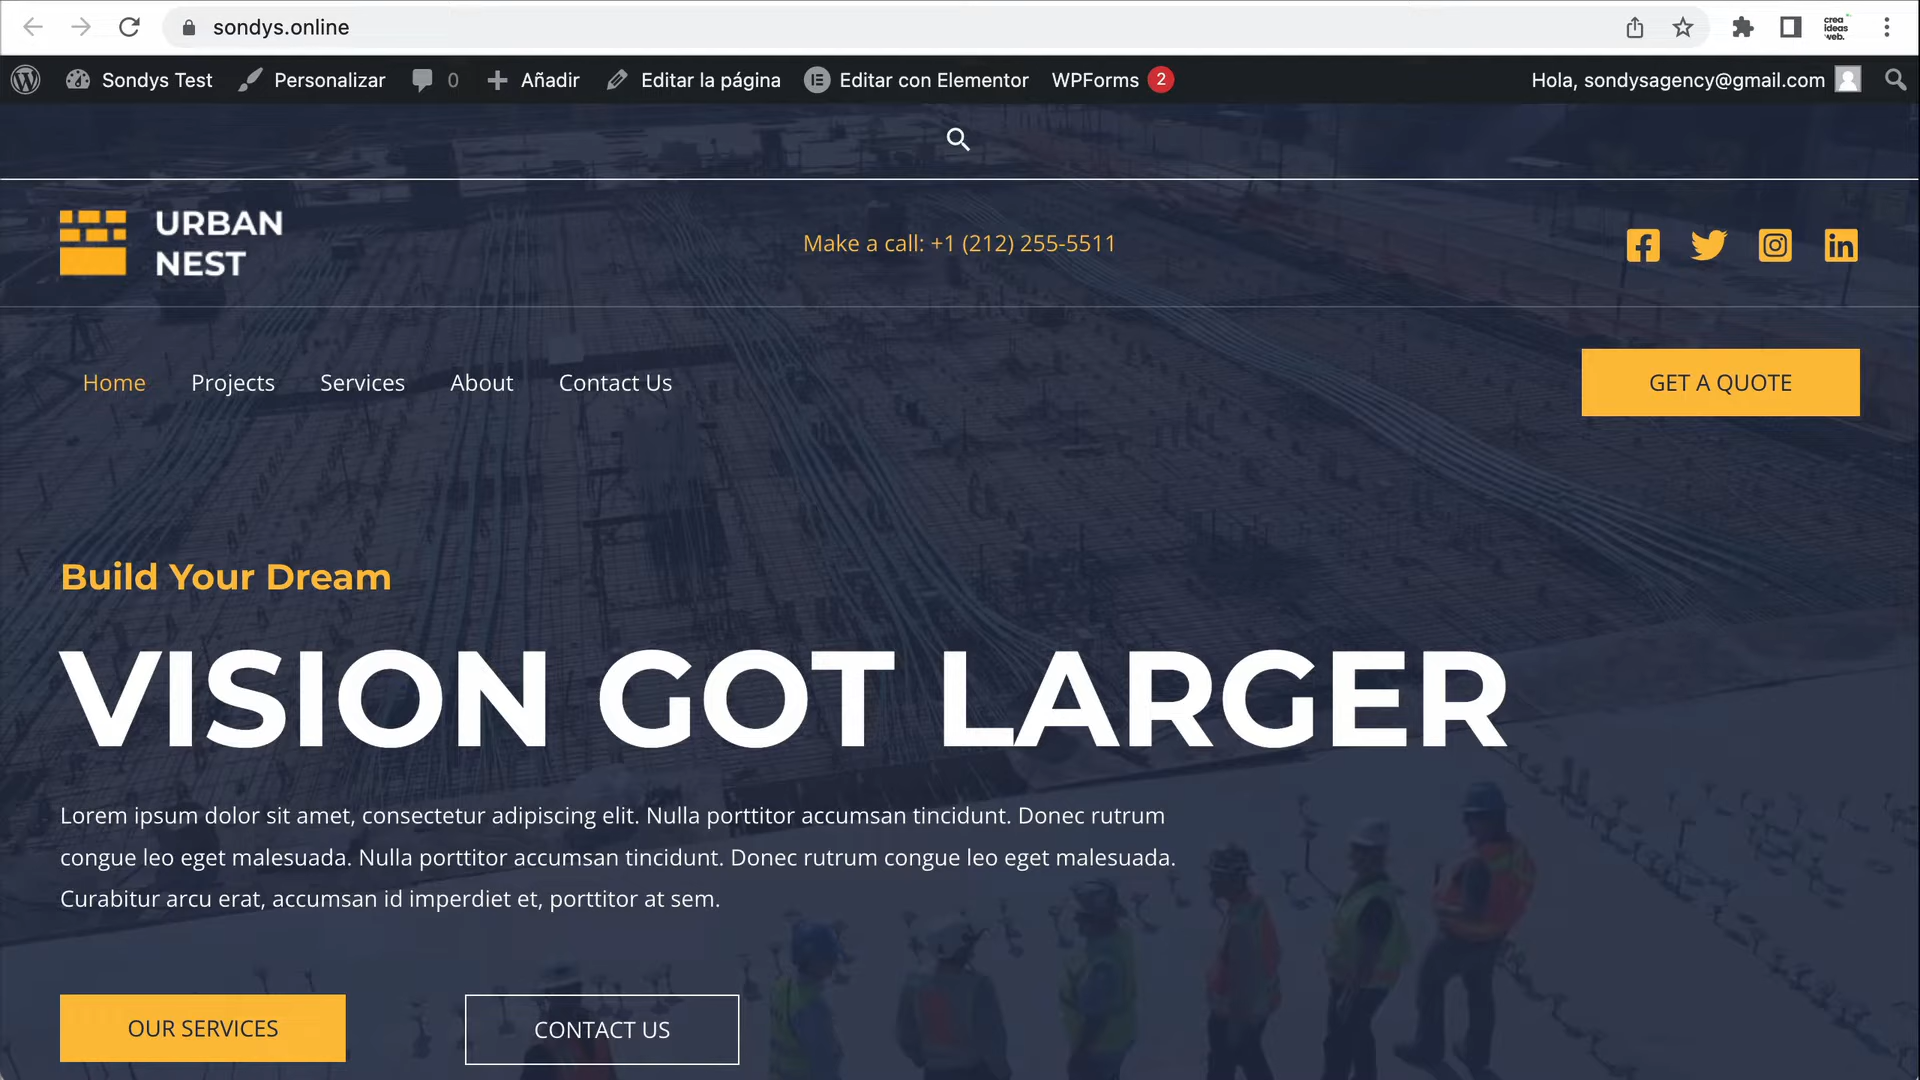 sondys.online
crea
ideas
web.
Sondys Test Personalizar 0 Añadir Editar la página Editar con Elementor WPForms 2 Hola, sondysagency@gmail.com
URBAN
NEST
Make a call: +1 (212) 255-5511
Home Projects Services About Contact Us GET A QUOTE
Build Your Dream
VISION GOT LARGER
Lorem ipsum dolor sit amet, consectetur adipiscing elit. Nulla porttitor accumsan tincidunt. Donec rutrum
congue leo eget malesuada. Nulla porttitor accumsan tincidunt. Donec rutrum congue leo eget malesuada.
Curabitur arcu erat, accumsan id imperdiet et, porttitor at sem.
OUR SERVICES CONTACT US